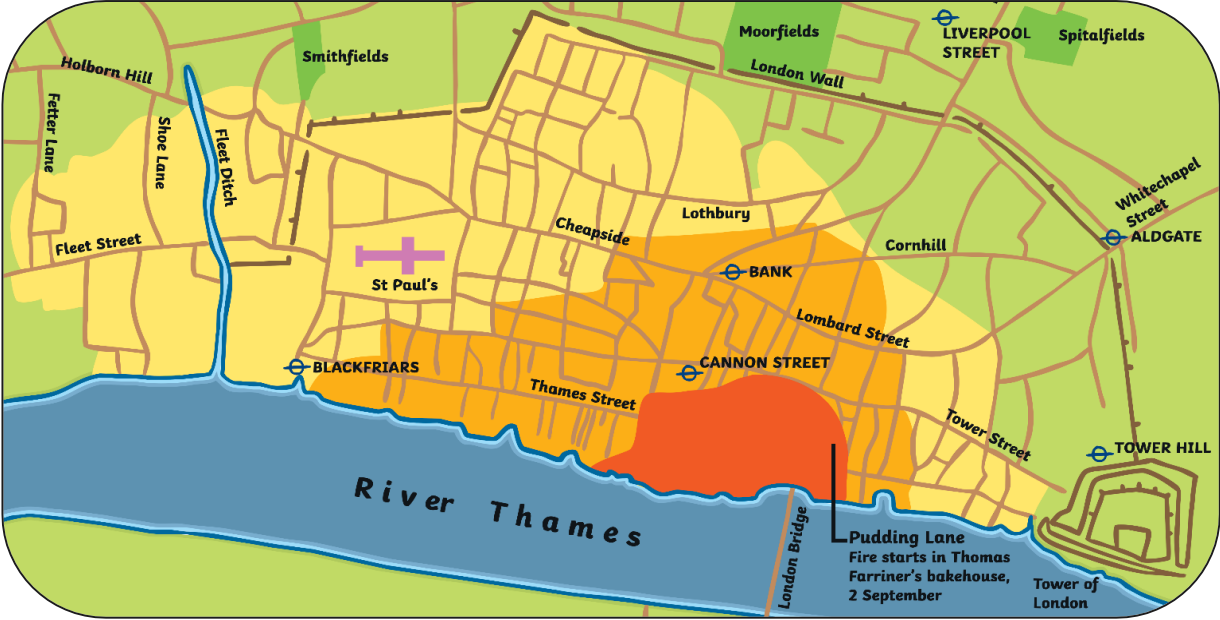 Moorfields
LIVERPOOL
STREET
Spitalfields
Smithfields
Holborn Hill
London Wall
Fetter Lane
Shoe Lane
Fleet Ditch
Whitechapel
Street
Lothbury
Cheapside
ALDGATE
Fleet Street
Cornhill
BANK
St Paul's
Lombard Street
BLACKFRIARS
CANNON STREET
Thames Street
Tower Street
TOWER HILL
River Thames
London Bridge
Pudding Lane
Fire starts in Thomas
Farriner's bakehouse,
2 September
Tower of
London